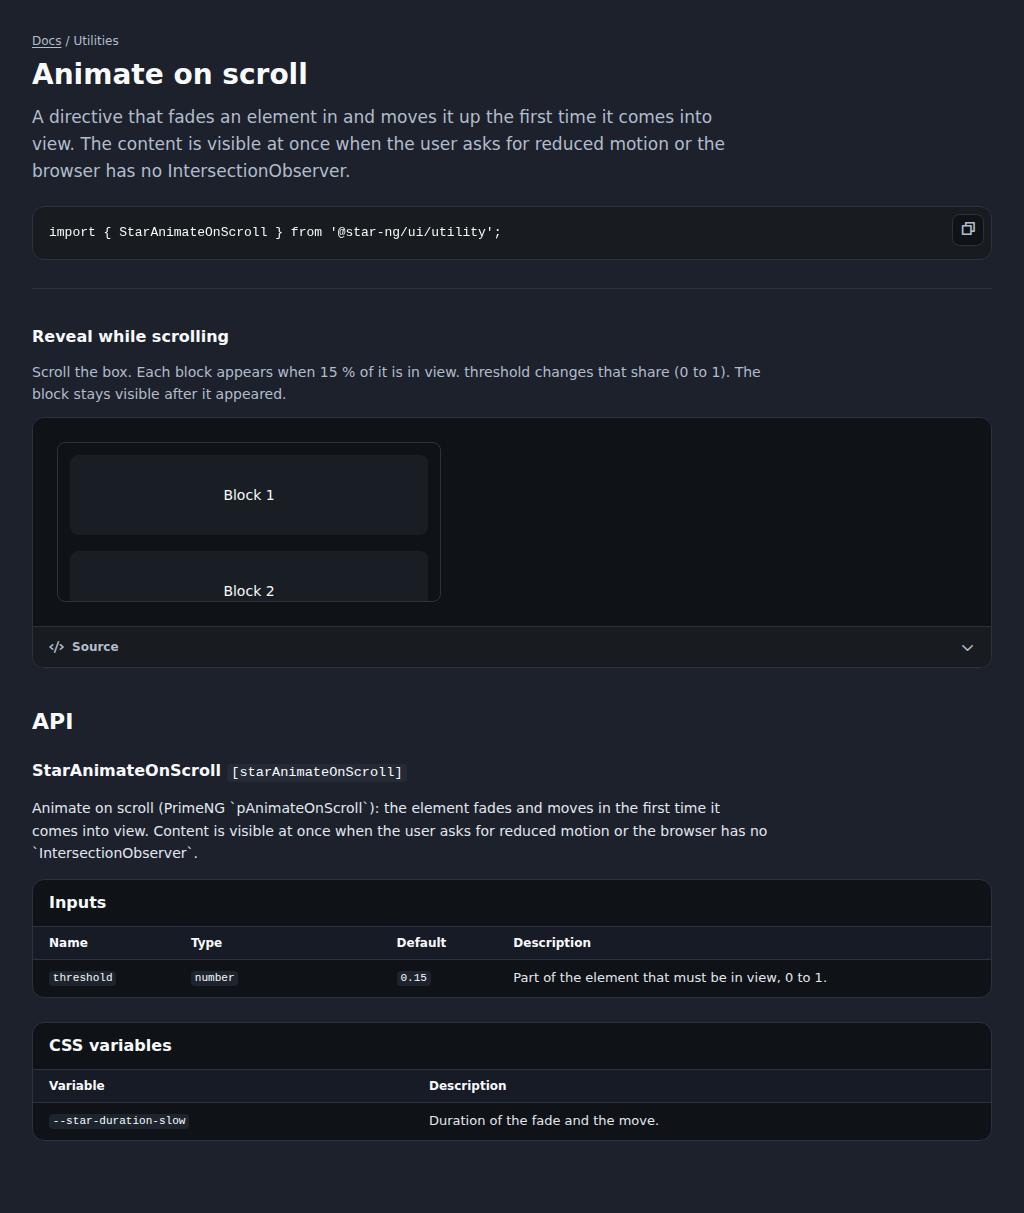 Docs / Utilities
Animate on scroll
A directive that fades an element in and moves it up the first time it comes into
view. The content is visible at once when the user asks for reduced motion or the
browser has no IntersectionObserver.
import { StarAnimateOnScroll } from '@star-ng/ui/utility';
Reveal while scrolling
Scroll the box. Each block appears when 15 % of it is in view. threshold changes that share (0 to 1). The
block stays visible after it appeared.
Block 1
Block 2
Source
API
StarAnimateOnScroll [starAnimateOnScroll]
Animate on scroll (PrimeNG `pAnimateOnScroll`): the element fades and moves in the first time it
comes into view. Content is visible at once when the user asks for reduced motion or the browser has no
`IntersectionObserver`.
Inputs
Name Type Default Description
threshold number 0.15 Part of the element that must be in view, 0 to 1.
CSS variables
Variable Description
--star-duration-slow Duration of the fade and the move.